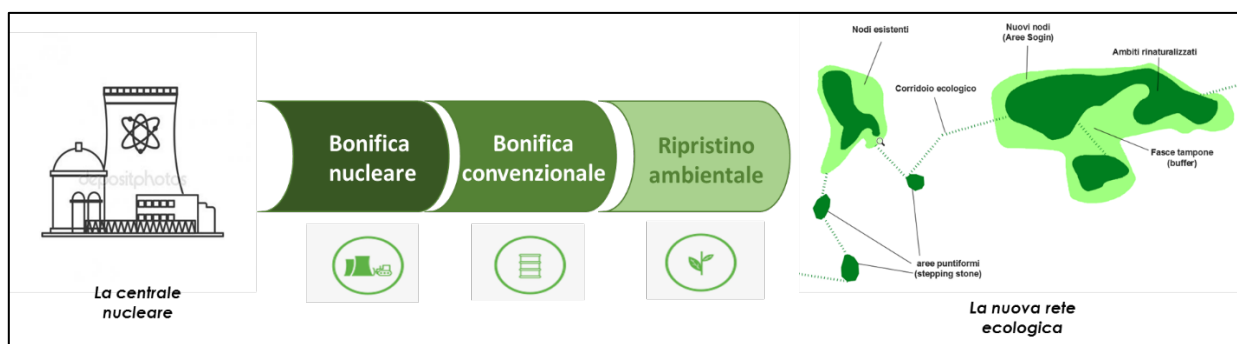 depositphotos
La centrale
nucleare
Bonifica
nucleare
Bonifica
convenzionale
Ripristino
ambientale
Nodi esistenti
Nuovi nodi
(Aree Sogin)
Ambiti rinaturalizzati
Corridoio ecologico
Fasce tampone
(buffer)
aree puntiformi
(stepping stone)
La nuova rete
ecologica